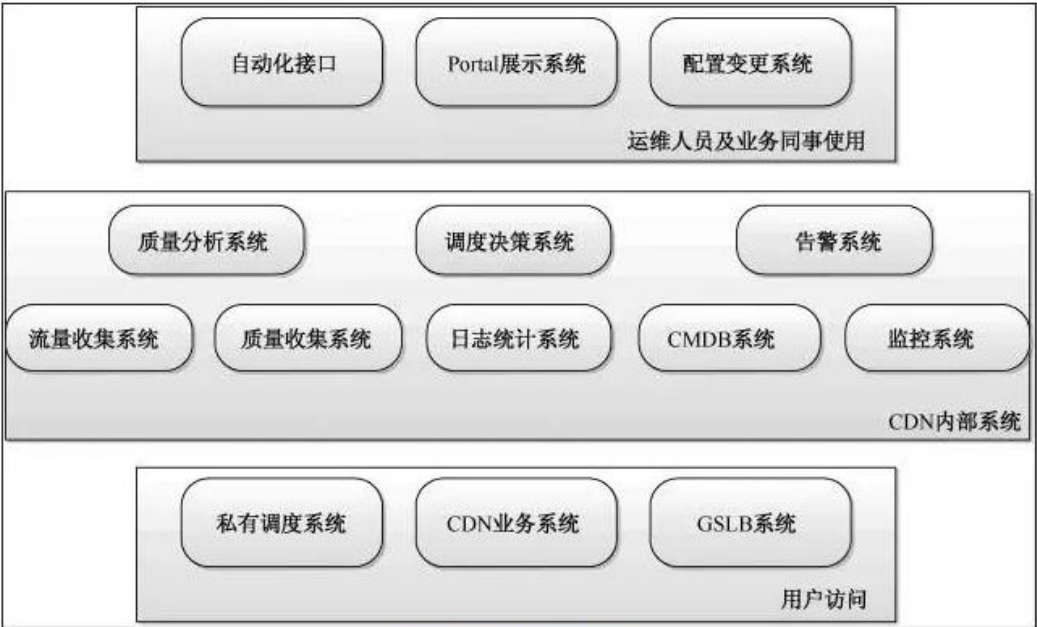 自动化接口
Portal展示系统
配置变更系统
运维人员及业务同事使用
质量分析系统
调度决策系统
告警系统
流量收集系统
质量收集系统
日志统计系统
CMDB系统
监控系统
CDN内部系统
私有调度系统
CDN业务系统
GSLB系统
用户访问